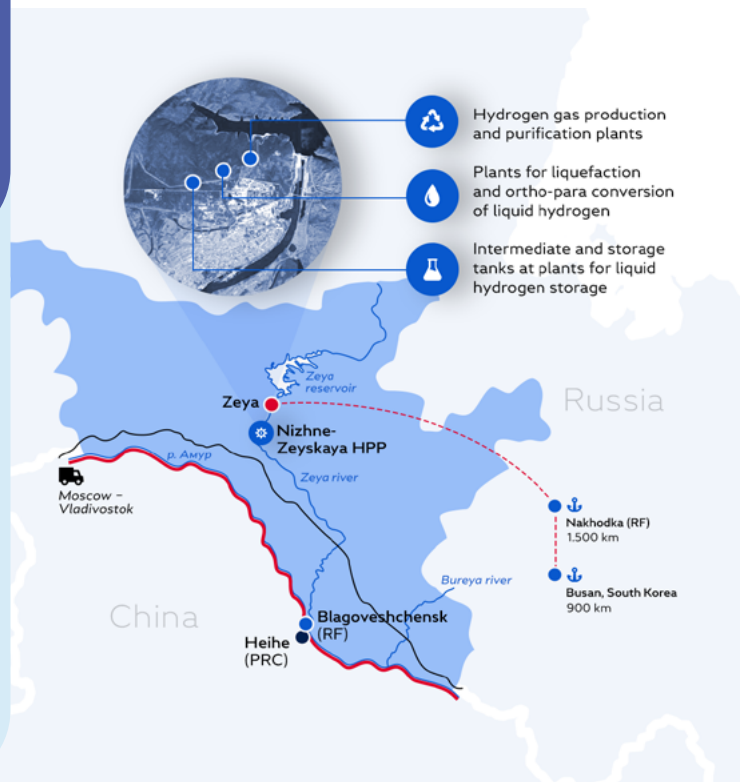 Hydrogen gas production
and purification plants
Plants for liquefaction
and ortho-para conversion
of liquid hydrogen
Intermediate and storage
tanks at plants for liquid
hydrogen storage
Zeya
reservoir
Zeya
Russia
Nizhne-
Zeyskaya HPP
р. Амур
Zeya river
Moscow –
Vladivostok
Nakhodka (RF)
1.500 km
Bureya river
Busan, South Korea
900 km
China
Blagoveshchensk
(RF)
Heihe
(PRC)